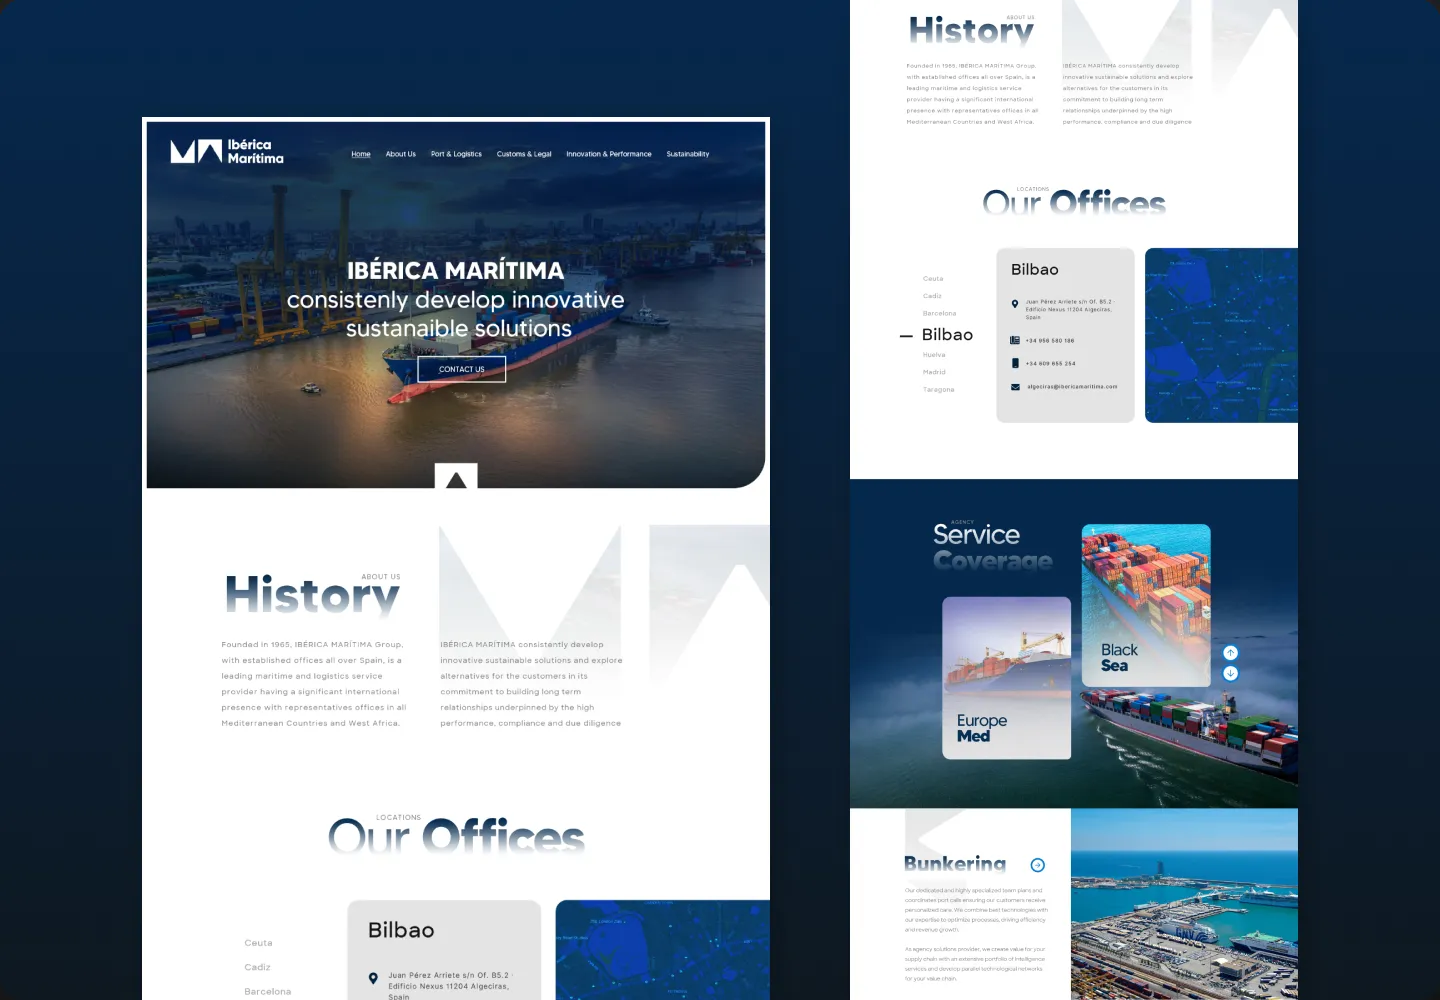 Ibérica
Marítima
Home
About Us
Port & Logistics
Customs & Legal
Innovation & Performance
Sustainability
IBÉRICA MARÍTIMA
consistenly develop innovative
sustanaible solutions
CONTACT US
ABOUT US
History
Founded in 1965, IBÉRICA MARÍTIMA Group,
with established offices all over Spain, is a
leading maritime and logistics service
provider having a significant international
presence with representatives offices in all
Mediterranean Countries and West Africa.
IBÉRICA MARÍTIMA consistently develop
innovative sustainable solutions and explore
alternatives for the customers in its
commitment to building long term
relationships underpinned by the high
performance, compliance and due diligence
LOCATIONS
Our Offices
Ceuta
Cadiz
Barcelona
Bilbao
Juan Pérez Arriete s/n Of. B5.2 ·
Edificio Nexus 11204 Algeciras,
Spain
ABOUT US
History
Founded in 1965, IBÉRICA MARÍTIMA Group
with established offices all over Spain, is a
leading maritime and logistics service
provider having a significant international
presence with representatives offices in all
Mediterranean Countries and West Africa.
IBÉRICA MARÍTIMA consistently develop
innovative sustainable solutions and explore
alternatives for the customers in its
commitment to building long term
relationships underpinned by the high
performance, compliance and due diligence
LOCATIONS
Our Offices
Ceuta
Cadiz
Barcelona
Bilbao
Huelva
Madrid
Taragona
Bilbao
Juan Pérez Arriete s/n Of. B5.2 ·
Edificio Nexus 11204 Algeciras,
Spain
+34 956 580 186
+34 609 655 254
algeciras@ibericamaritima.com
AGENCY
Service
Coverage
Black
Sea
Europe
Med
Bunkering
Our dedicated and highly specialized team plans and
coordinates port calls ensuring our customers receive
personalized care. We combine best technologies with
our expertise to optimize processes, driving efficiency
and revenue growth.
As agency solutions provider, we create value for your
supply chain with an extensive portfolio of intelligence
services and develop parallel technological networks
for your value chain.